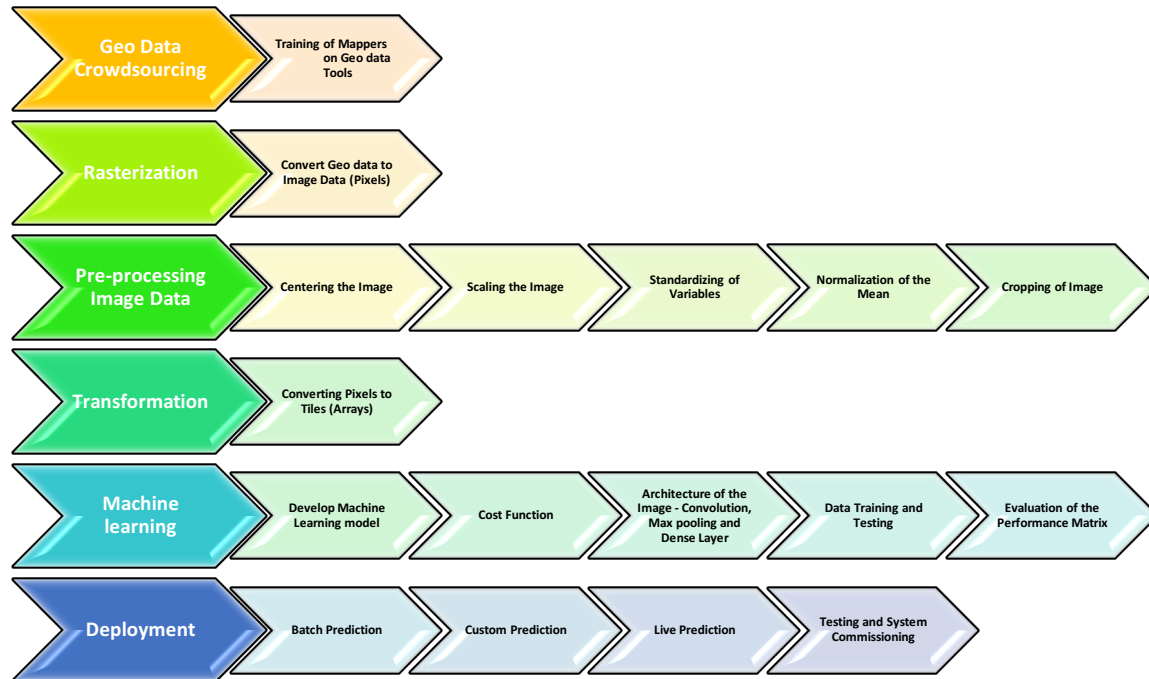 Geo Data
Crowdsourcing
Training of Mappers
on Geo data
Tools
Rasterization
Convert Geo data to
Image Data (Pixels)
Pre-processing
Image Data
Centering the Image
Scaling the Image
Standardizing of
Variables
Normalization of the
Mean
Cropping of Image
Transformation
Converting Pixels to
Tiles (Arrays)
Machine
learning
Develop Machine
Learning model
Cost Function
Architecture of the
Image - Convolution,
Max pooling and
Dense Layer
Data Training and
Testing
Evaluation of the
Performance Matrix
Deployment
Batch Prediction
Custom Prediction
Live Prediction
Testing and System
Commissioning